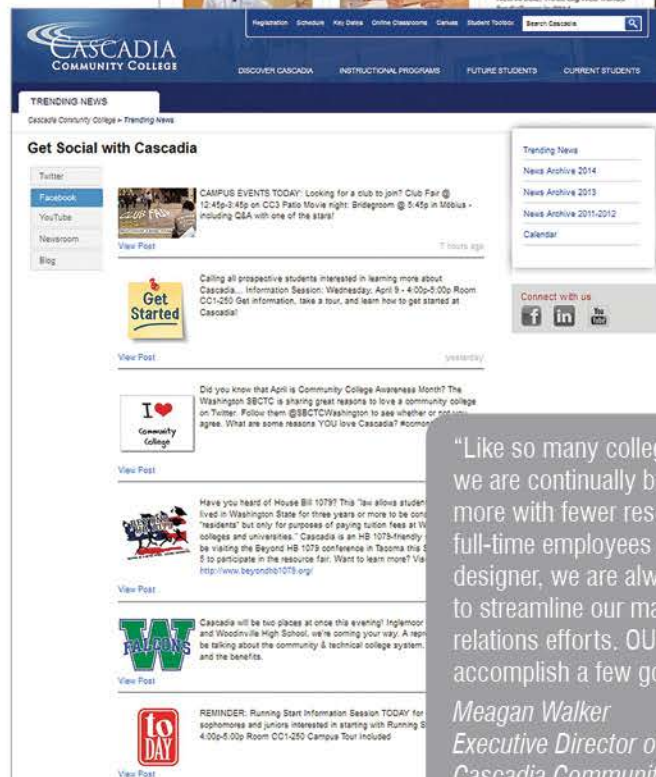 Registration Schedule Key Dates Online Classrooms Canvas Student Toolbox Search Cascadia
CASCADIA
COMMUNITY COLLEGE
DISCOVER CASCADIA INSTRUCTIONAL PROGRAMS FUTURE STUDENTS CURRENT STUDENTS
TRENDING NEWS
Cascadia Community College » Trending News
Get Social with Cascadia
Twitter
Facebook
YouTube
Newsroom
Blog
CLUB FAIR
CAMPUS EVENTS TODAY: Looking for a club to join? Club Fair @
12:45p-3:45p on CC3 Patio Movie night: Bridegroom @ 5:45p in Mobius -
including Q&A with one of the stars!
View Post 7 hours ago
Get
Started
Calling all prospective students interested in learning more about
Cascadia... Information Session: Wednesday, April 9 - 4:00p-5:00p Room
CC1-250 Get information, take a tour, and learn how to get started at
Cascadia!
View Post yesterday
I
Community
College
Did you know that April is Community College Awareness Month? The
Washington SBCTC is sharing great reasons to love a community college
on Twitter. Follow them @SBCTCWashington to see whether or not you
agree. What are some reasons YOU love Cascadia?
View Post
Have you heard of House Bill 1079? This "law allows
lived in Washington State for three years or more to be
"residents" but only for purposes of paying tuition fees at
colleges and universities." Cascadia is an HB 1079-friendly
be visiting the Beyond HB 1079 conference in Tacoma this
5 to participate in the resource fair. Want to learn more?
http://www.beyondhb1079.org/
View Post
FALCONS
Cascadia will be two places at once this evening! Inglemoor
and Woodinville High School, we're coming your way. A
be talking about the community & technical college system,
and the benefits.
View Post
to
DAY
REMINDER: Running Start Information Session TODAY for
sophomores and juniors interested in starting with Running
4:00p-5:00p Room CC1-250 Campus Tour included
View Post
Trending News
News Archive 2014
News Archive 2013
News Archive 2011-2012
Calendar
Connect with us
f in You Tube
"Like so many
we are continually
more with fewer
full-time employees
designer, we are
to streamline our
relations efforts.
accomplish a few
Meagan Walker
Executive Director
Cascadia